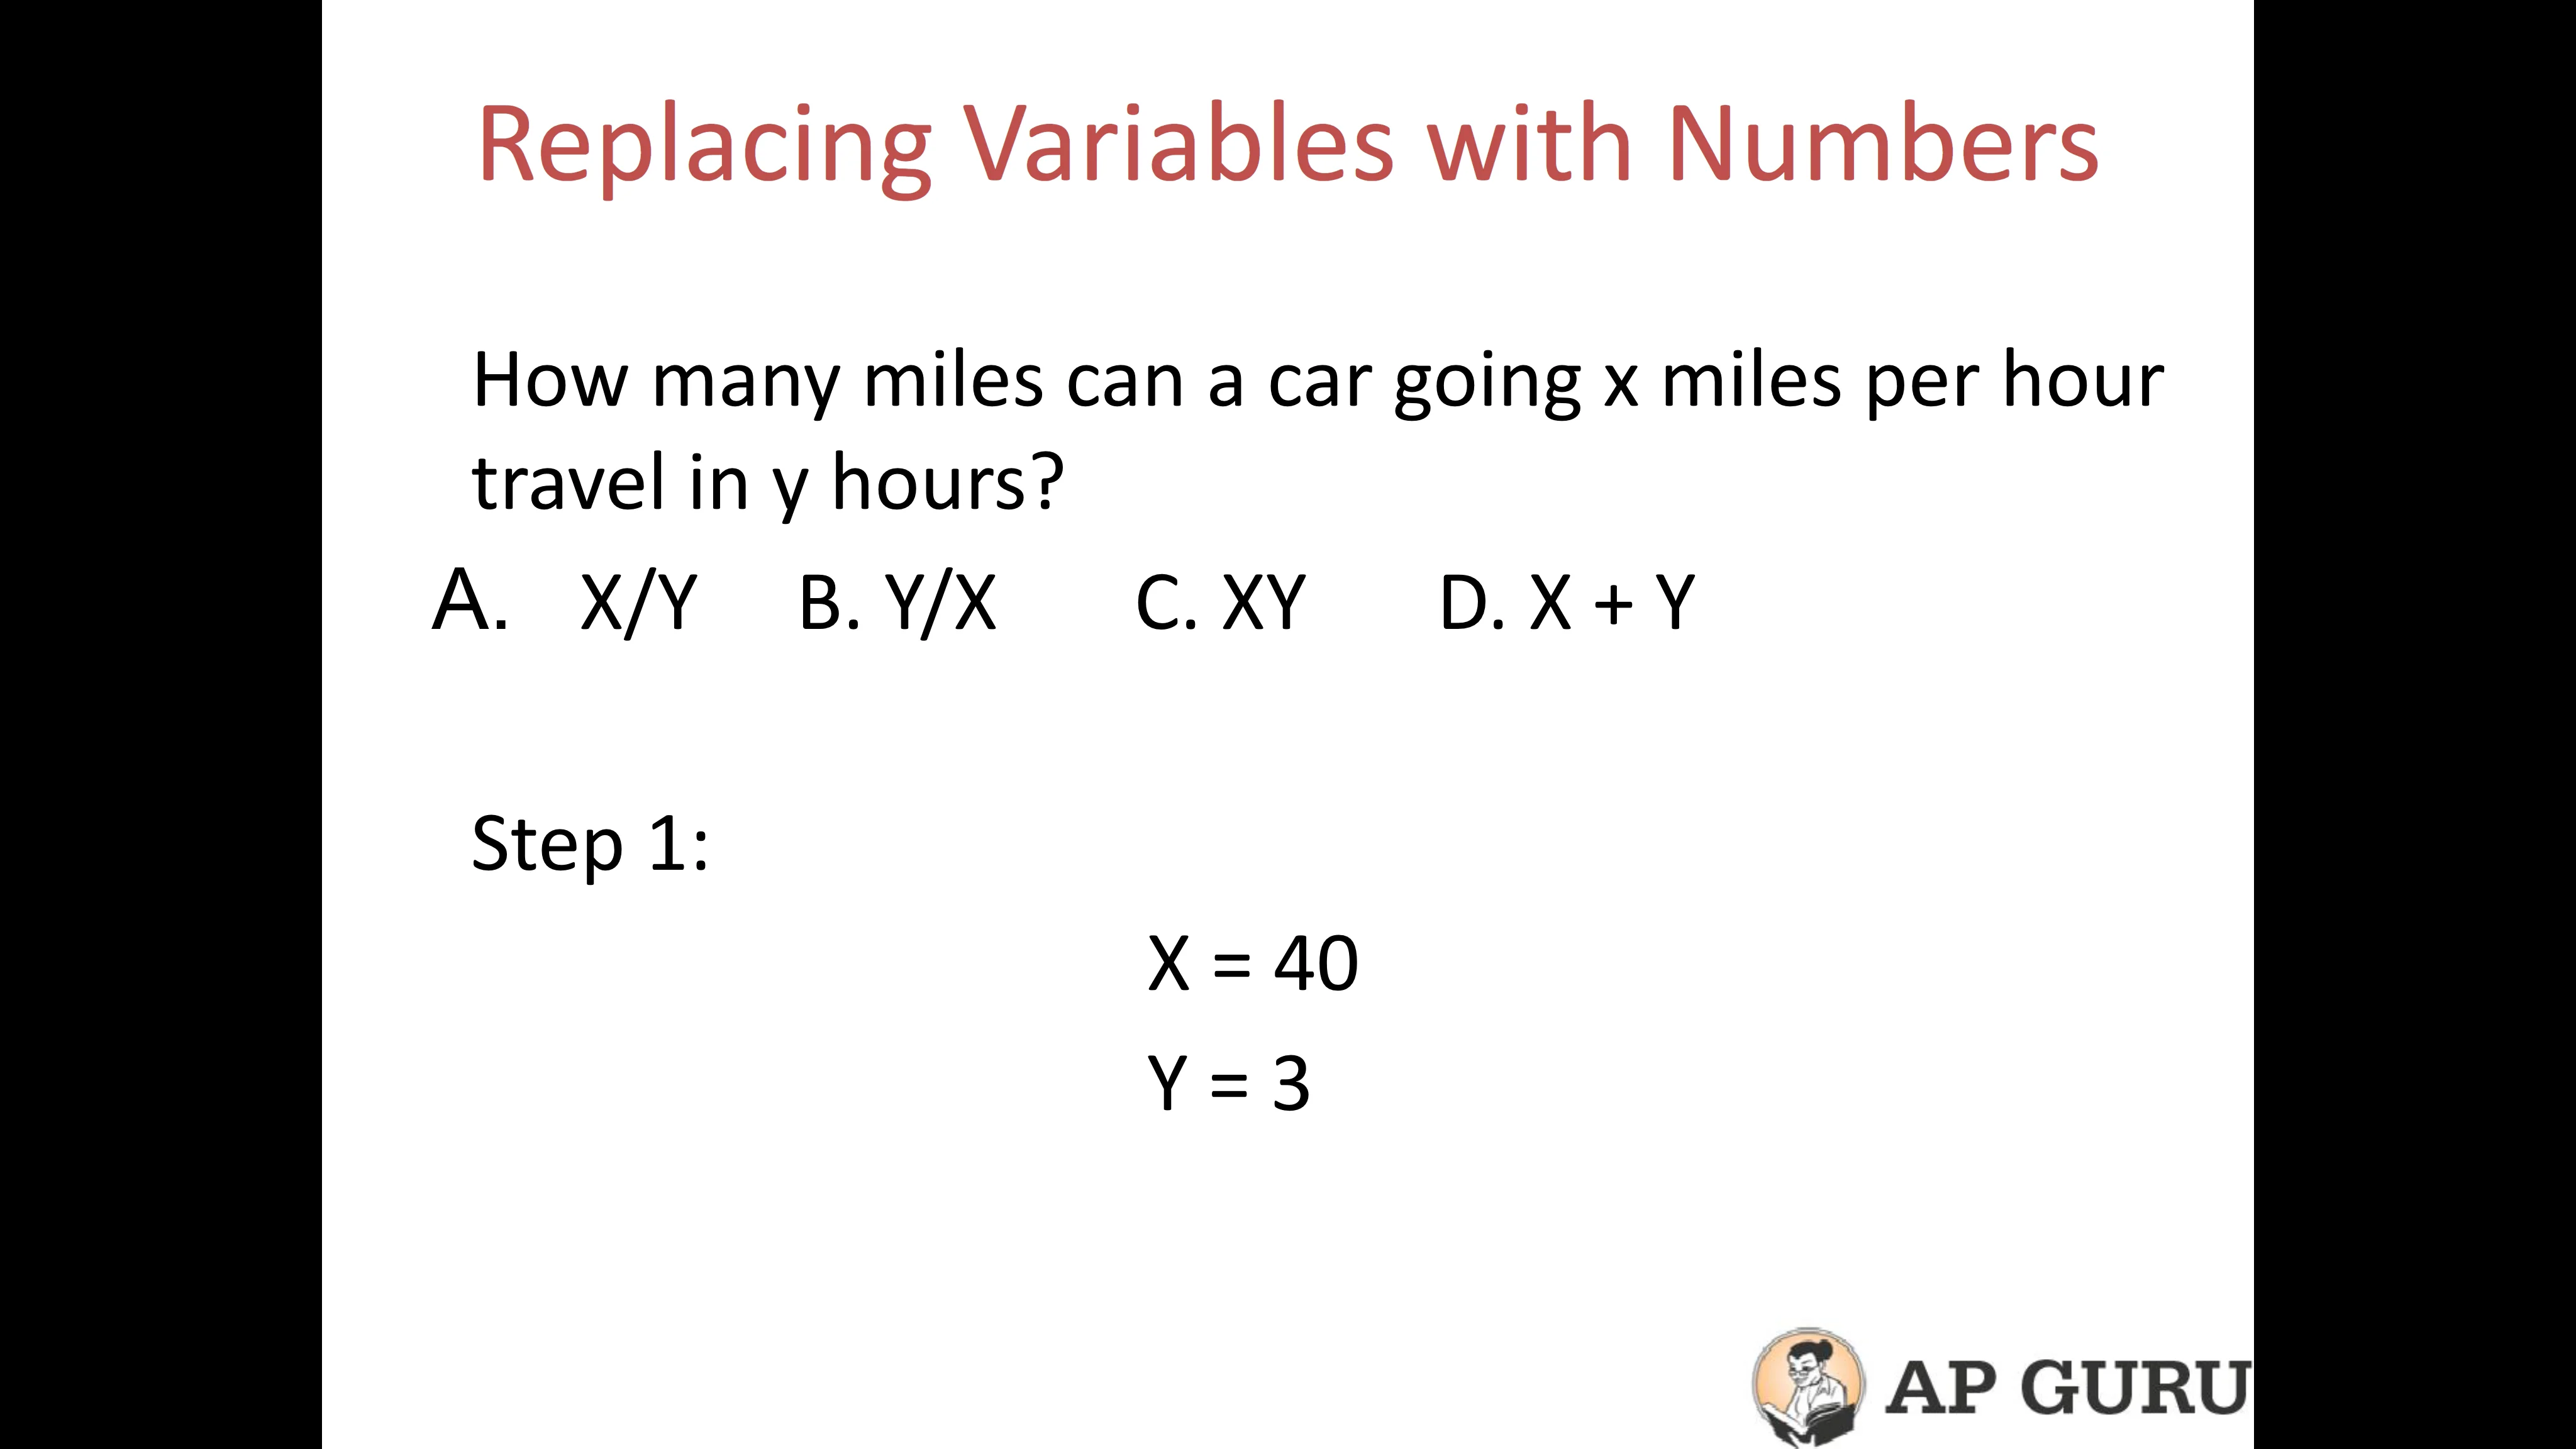 Replacing Variables with Numbers
How many miles can a car going x miles per hour
travel in y hours?
A. X/Y B. Y/X C. XY D. X + Y
Step 1:
X = 40
Y = 3
AP GURU